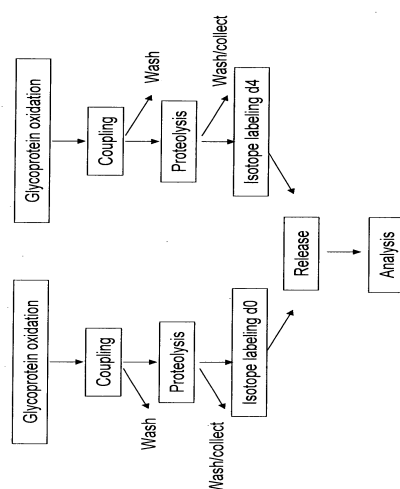 Glycoprotein oxidation
Coupling
Wash
Proteolysis
Wash/collect
Isotope labeling d0
Glycoprotein oxidation
Coupling
Wash
Proteolysis
Wash/collect
Isotope labeling d4
Release
Analysis